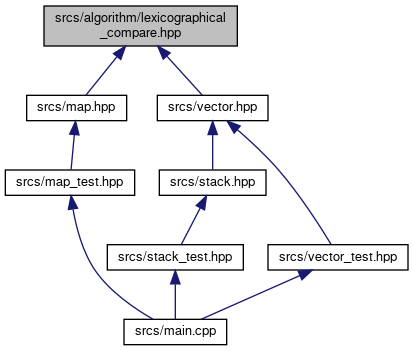 srcs/algorithm/lexicographical
_compare.hpp
srcs/map.hpp
srcs/vector.hpp
srcs/map_test.hpp
srcs/stack.hpp
srcs/stack_test.hpp
srcs/vector_test.hpp
srcs/main.cpp